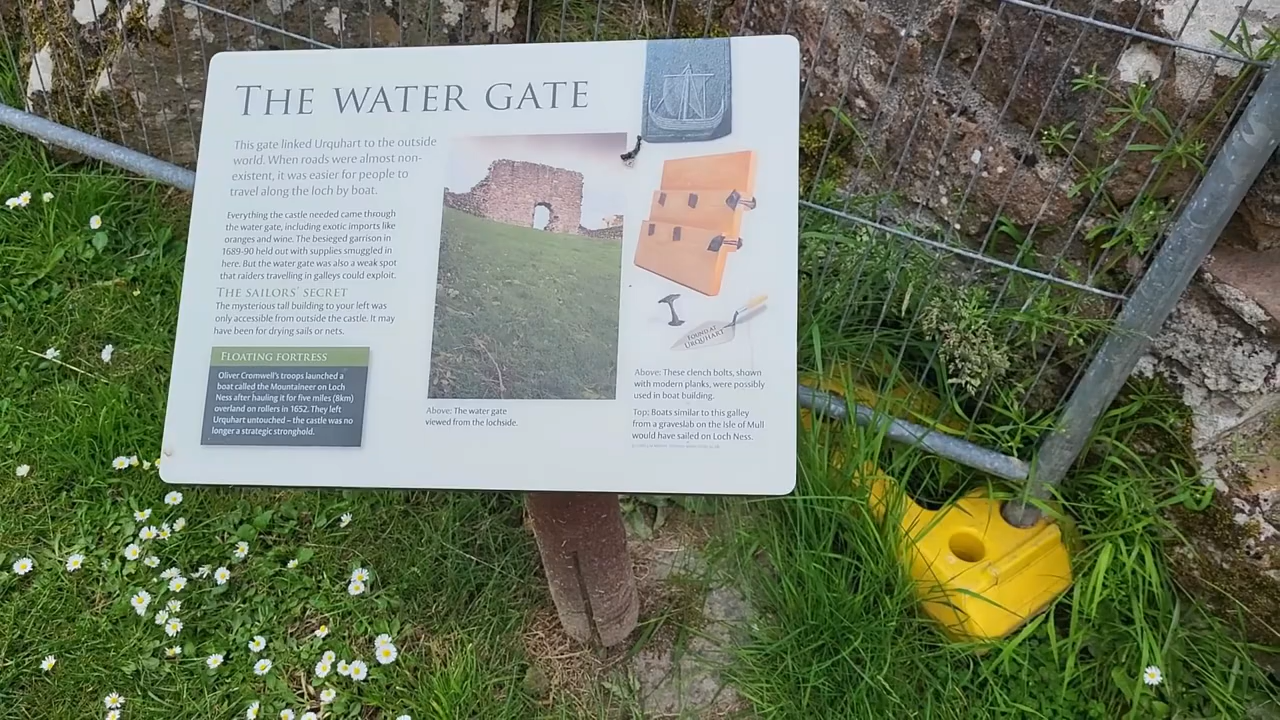 THE WATER GATE
This gate linked Urquhart to the outside
world. When roads were almost non-
existent, it was easier for people to
travel along the loch by boat.
Everything the castle needed came through
the water gate, including exotic imports like
oranges and wine. The besieged garrison in
1689-90 held out with supplies smuggled in
here. But the water gate was also a weak spot
that raiders travelling in galleys could exploit.
THE SAILORS' SECRET
The mysterious tall building to your left was
only accessible from outside the castle. It may
have been for drying sails or nets.
FLOATING FORTRESS
Oliver Cromwell's troops launched a
boat called the Mountaineer on Loch
Ness after hauling it for five miles (8km)
overland on rollers in 1652. They left
Urquhart untouched – the castle was no
longer a strategic stronghold.
Above: The water gate
viewed from the lochside.
FOUND AT
URQUHART
Above: These clench bolts, shown
with modern planks, were possibly
used in boat building.
Top: Boats similar to this galley
from a graveslab on the Isle of Mull
would have sailed on Loch Ness.